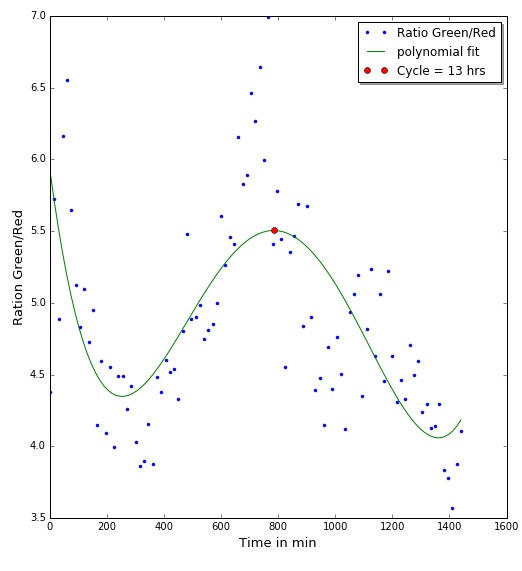 7.0
Ratio Green/Red
polynomial fit
Cycle = 13 hrs
6.5
6.0
5.5
5.0
4.5
4.0
3.5
Ration Green/Red
0 200 400 600 800 1000 1200 1400 1600
Time in min